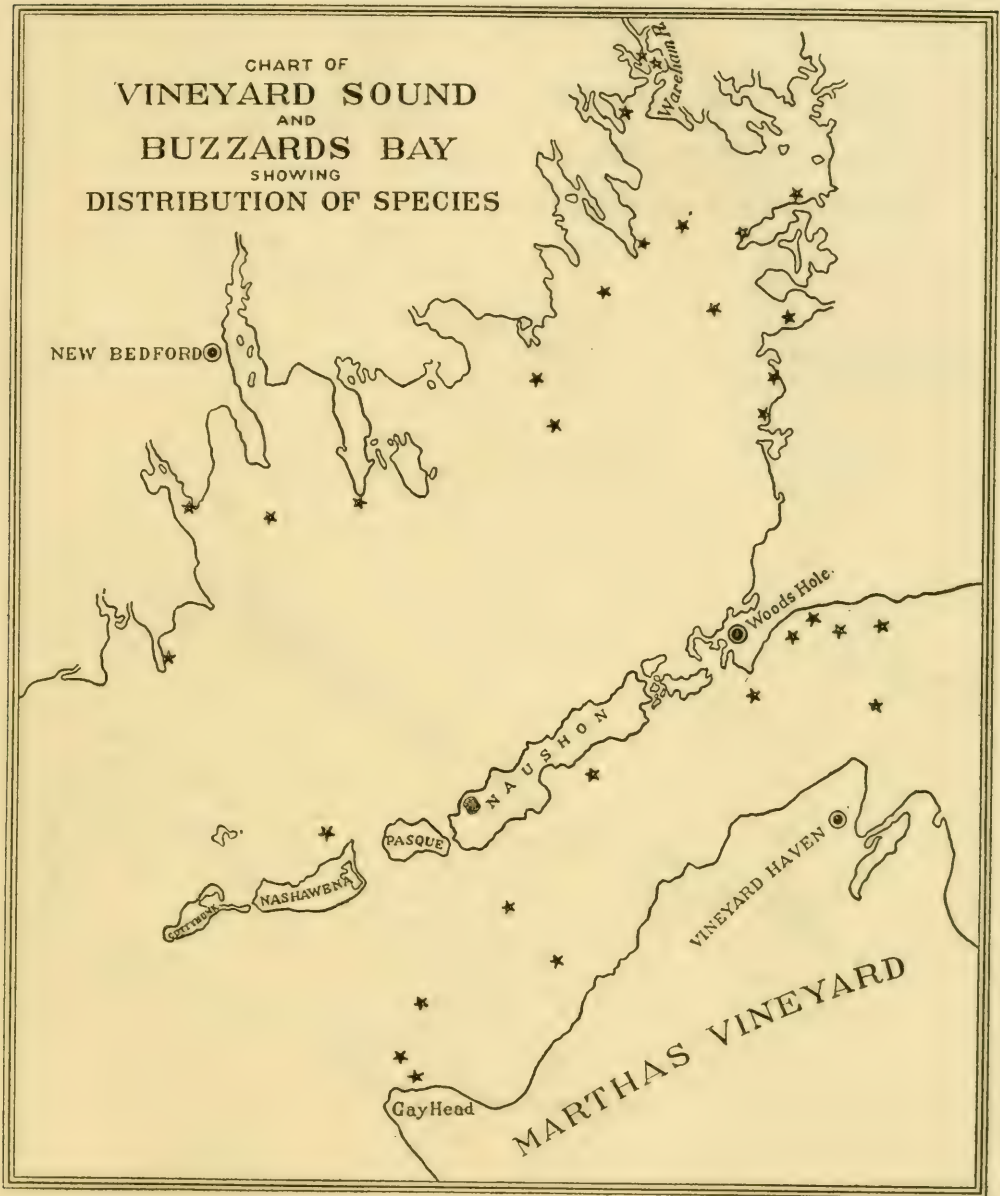 CHART OF
VINEYARD SOUND
AND
BUZZARDS BAY
SHOWING
DISTRIBUTION OF SPECIES
Wareham R.
NEW BEDFORD
Woods Hole.
NAUSHON
PASQUE
NASHAWENA
CUTTYHUNK
VINEYARD HAVEN
MARTHAS VINEYARD
Gay Head